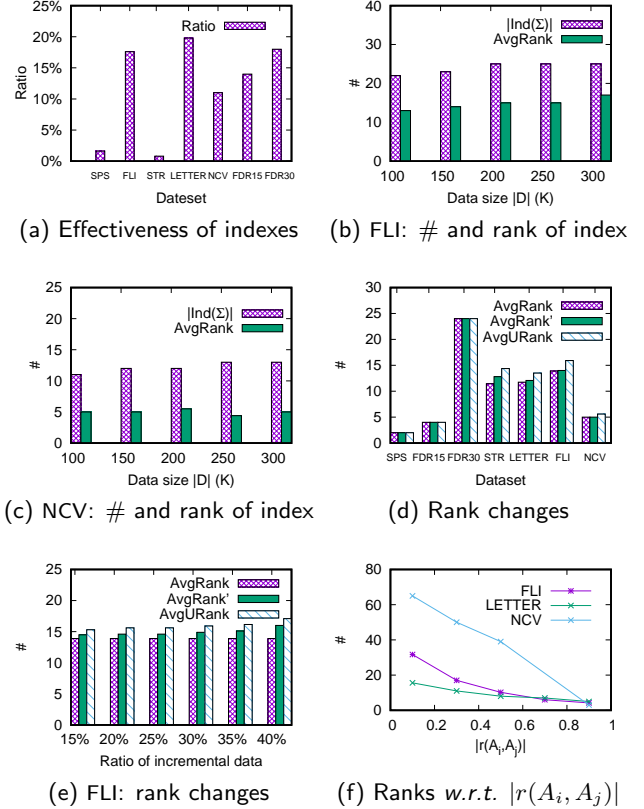 25%
20%
15%
10%
5%
0%
Ratio
Ratio
SPS FLI STR LETTER NCV FDR15 FDR30
Dateset
(a) Effectiveness of indexes
40
30
20
10
0
#
|Ind(Σ)|
AvgRank
100 150 200 250 300
Data size |D| (K)
(b) FLI: # and rank of index
25
20
15
10
5
0
#
|Ind(Σ)|
AvgRank
100 150 200 250 300
Data size |D| (K)
(c) NCV: # and rank of index
30
25
20
15
10
5
0
#
AvgRank
AvgRank'
AvgURank
SPS FDR15 FDR30 STR LETTER FLI NCV
Dataset
(d) Rank changes
25
20
15
10
5
0
#
AvgRank
AvgRank'
AvgURank
15% 20% 25% 30% 35% 40%
Ratio of incremental data
(e) FLI: rank changes
80
60
40
20
0
#
FLI
LETTER
NCV
0 0.2 0.4 0.6 0.8 1
|r(A_i,A_j)|
(f) Ranks w.r.t. |r(A_i, A_j)|